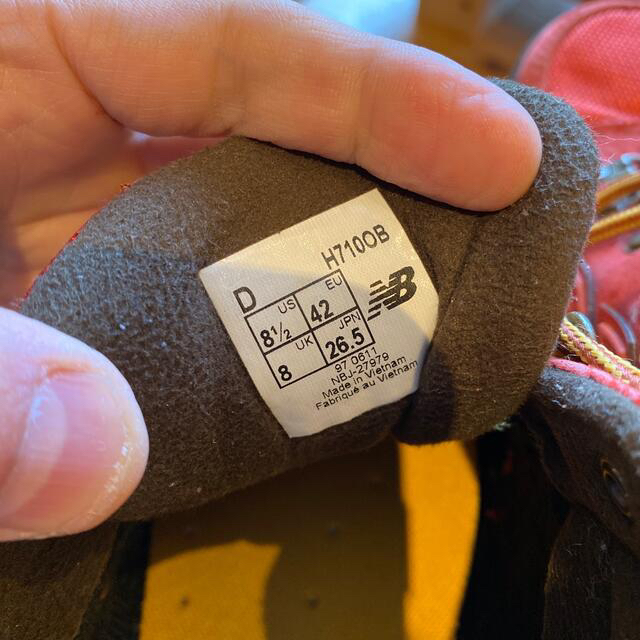 H710OB
D
US 8½ EU 42
UK 8 JPN 26.5
NB
97 0611
NBJ-27979
Made in Vietnam
Fabriqué au Vietnam